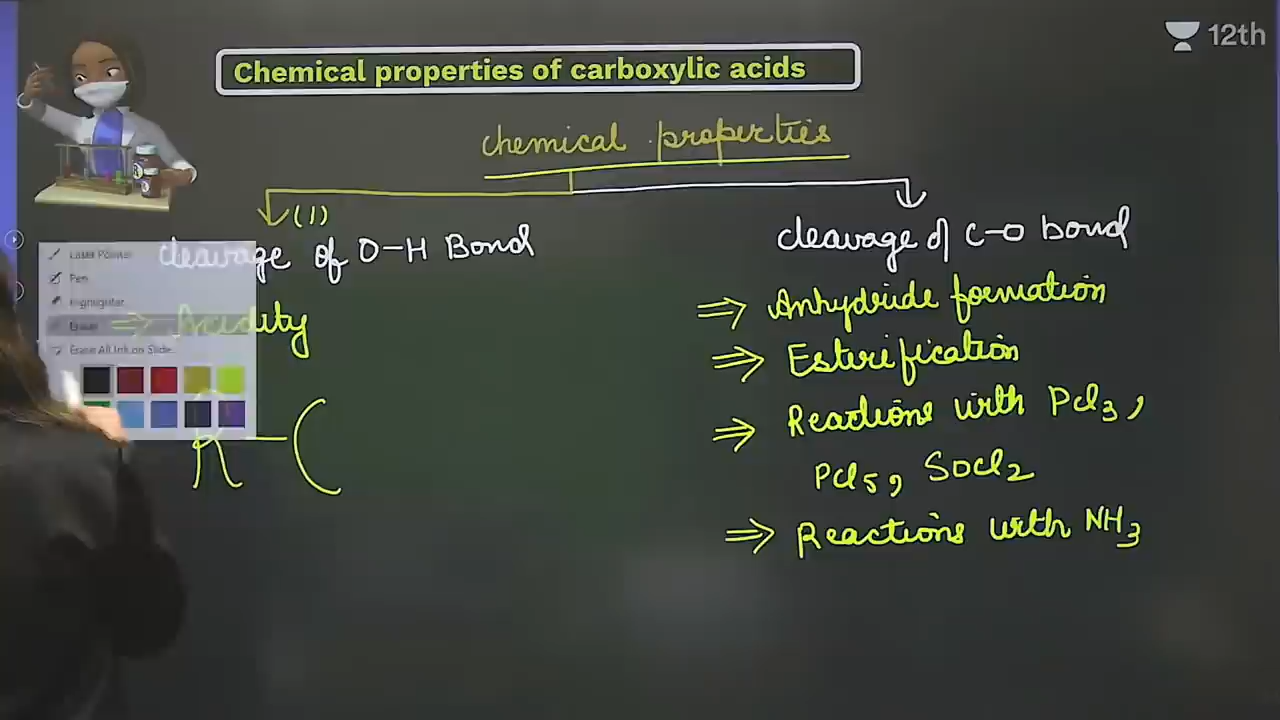 12th
Chemical properties of carboxylic acids
chemical properties
(1)
cleavage of O-H Bond
cleavage of C-O bond
Laser Pointer
Pen
Highlighter
Eraser
Erase All Ink on Slide
⇒ Acidity
R-C
⇒ Anhydride formation
⇒ Esterification
⇒ Reactions with PCl3,
PCl5, SOCl2
⇒ Reactions with NH3